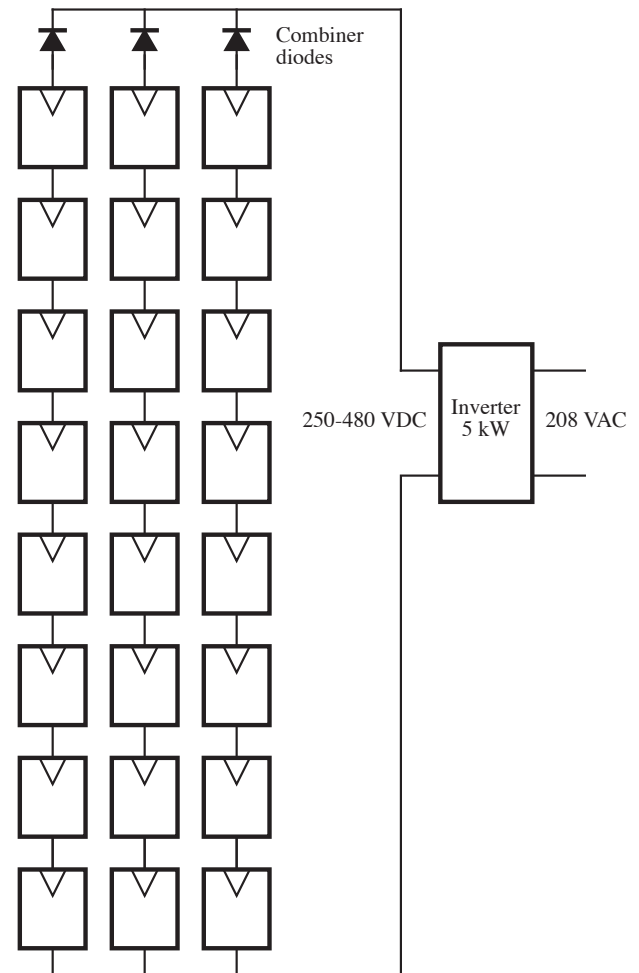 Combiner
diodes
250-480 VDC
Inverter
5 kW
208 VAC